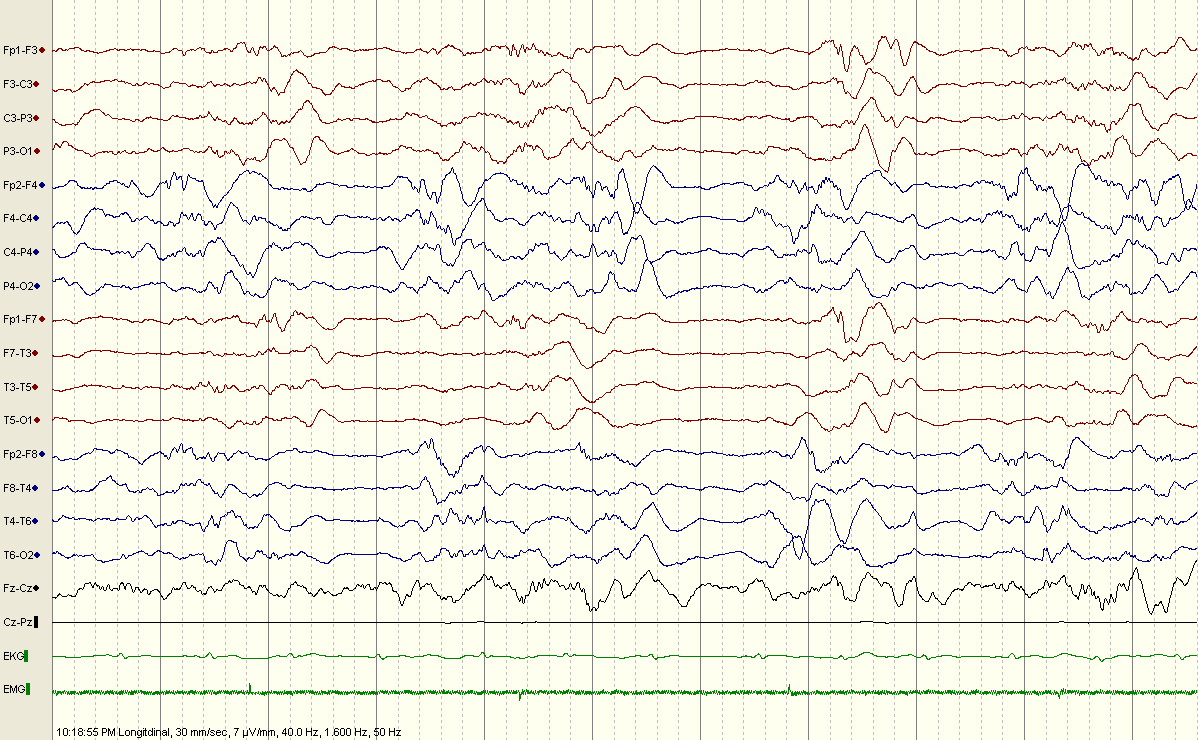 Fp1-F3
F3-C3
C3-P3
P3-O1
Fp2-F4
F4-C4
C4-P4
P4-O2
Fp1-F7
F7-T3
T3-T5
T5-O1
Fp2-F8
F8-T4
T4-T6
T6-O2
Fz-Cz
Cz-Pz
EKG
EMG
10:18:55 PM Longitdinal, 30 mm/sec, 7 µV/mm, 40.0 Hz, 1.600 Hz, 50 Hz